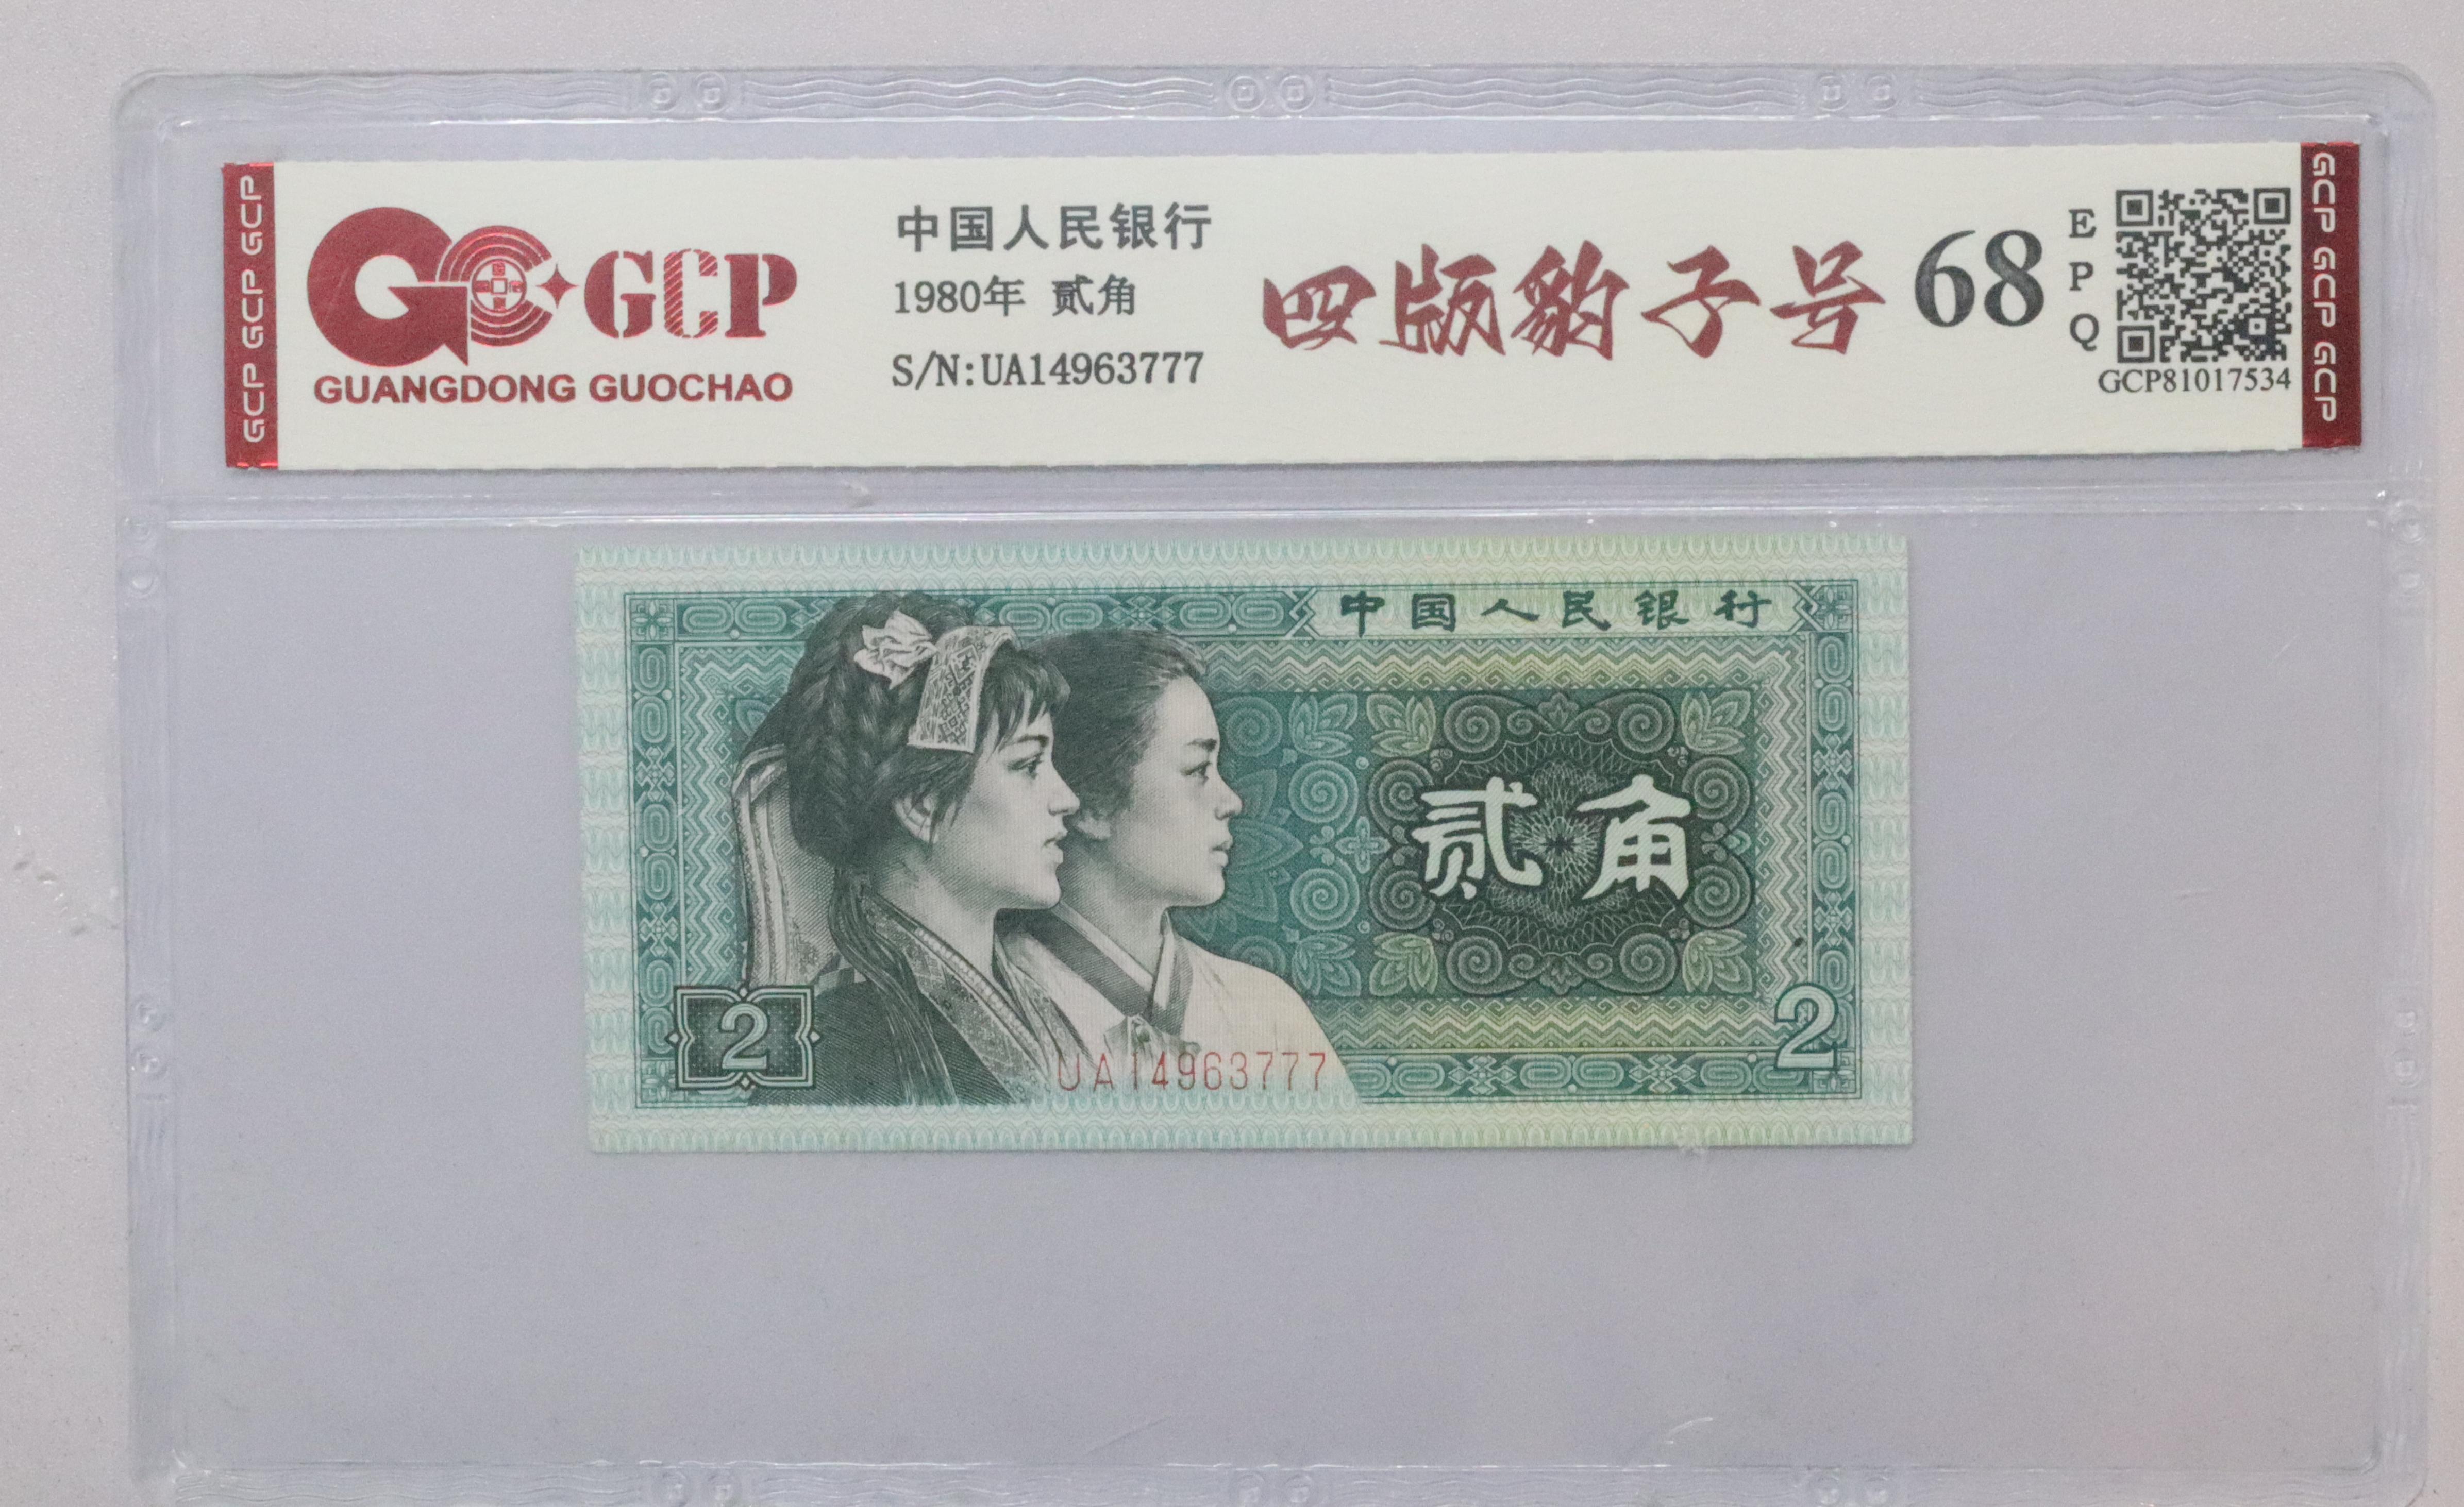 GCP GCP GCP
GCP
GUANGDONG GUOCHAO
中国人民银行
1980年 贰角
S/N:UA14963777
四版豹子号
68
EPQ
GCP81017534
GCP GCP GCP
中国人民银行
贰角
2
UA14963777
2